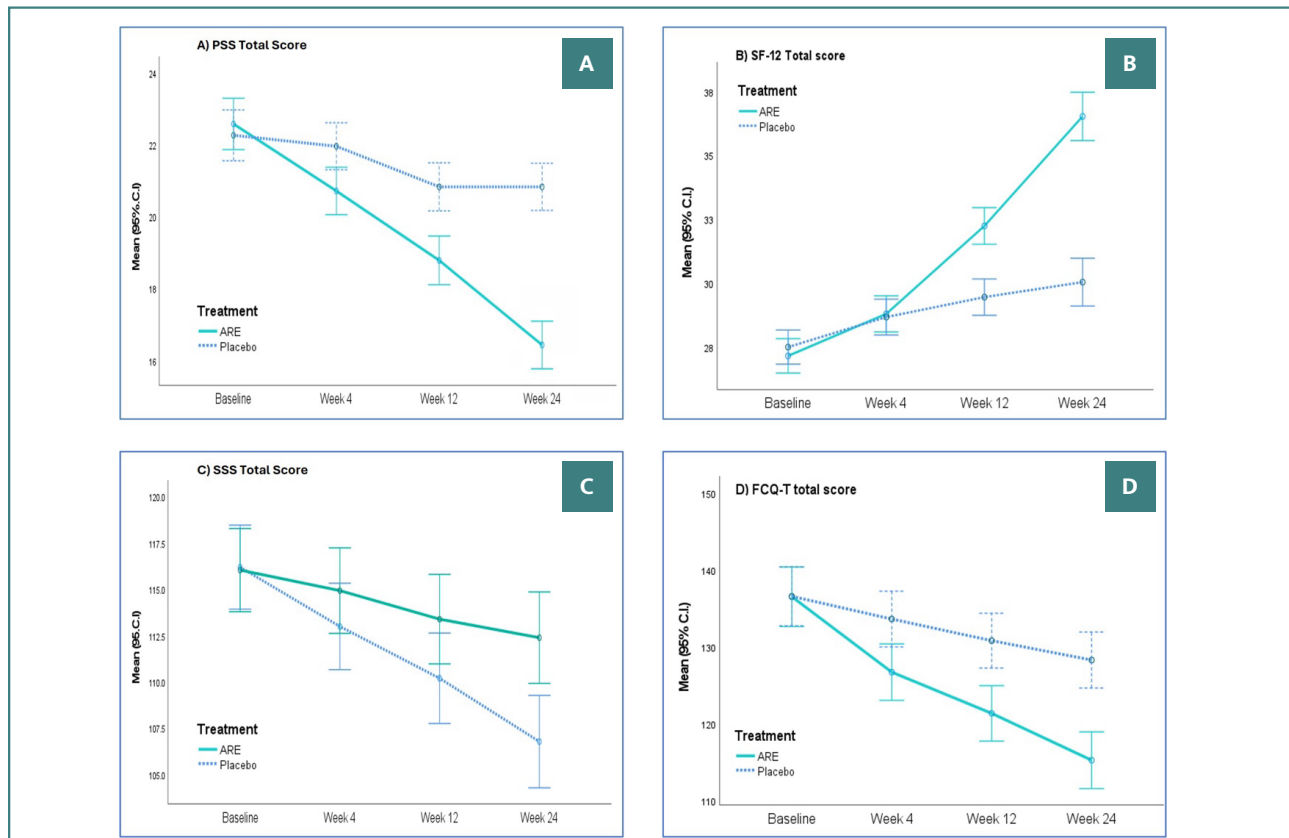 A) PSS Total Score
A
Mean (95%.C.I)
24
22
20
18
16
Treatment
ARE
Placebo
Baseline Week 4 Week 12 Week 24
B) SF-12 Total score
B
Treatment
ARE
Placebo
Mean (95% C.I.)
38
35
33
30
28
Baseline Week 4 Week 12 Week 24
C) SSS Total Score
C
Mean (95.C.I)
120.0
117.5
115.0
112.5
110.0
107.5
105.0
Treatment
ARE
Placebo
Baseline Week 4 Week 12 Week 24
D) FCQ-T total score
D
Mean (95% C.I.)
150
140
130
120
110
Treatment
ARE
Placebo
Baseline Week 4 Week 12 Week 24